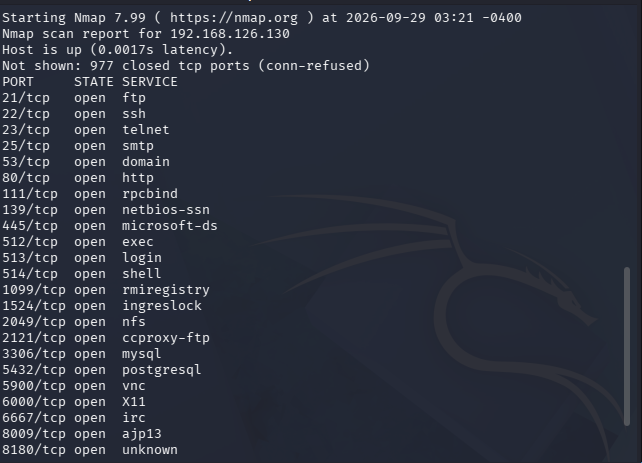 Starting Nmap 7.99 ( https://nmap.org ) at 2026-09-29 03:21 -0400
Nmap scan report for 192.168.126.130
Host is up (0.0017s latency).
Not shown: 977 closed tcp ports (conn-refused)
PORT     STATE SERVICE
21/tcp   open  ftp
22/tcp   open  ssh
23/tcp   open  telnet
25/tcp   open  smtp
53/tcp   open  domain
80/tcp   open  http
111/tcp  open  rpcbind
139/tcp  open  netbios-ssn
445/tcp  open  microsoft-ds
512/tcp  open  exec
513/tcp  open  login
514/tcp  open  shell
1099/tcp open  rmiregistry
1524/tcp open  ingreslock
2049/tcp open  nfs
2121/tcp open  ccproxy-ftp
3306/tcp open  mysql
5432/tcp open  postgresql
5900/tcp open  vnc
6000/tcp open  X11
6667/tcp open  irc
8009/tcp open  ajp13
8180/tcp open  unknown